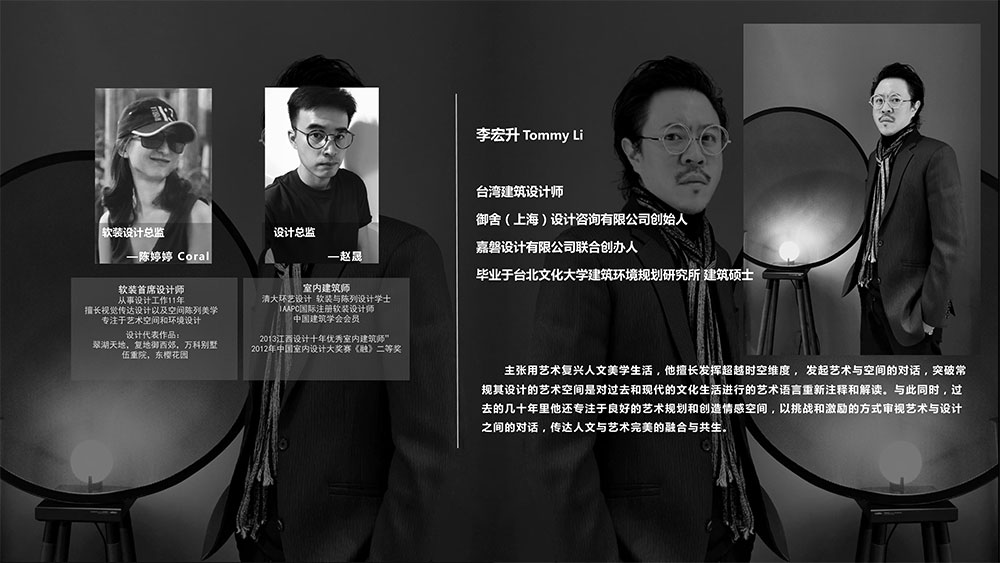 软装设计总监
—陈婷婷 Coral
软装首席设计师
从事设计工作11年
擅长视觉传达设计以及空间陈列美学
专注于艺术空间和环境设计
设计代表作品:
翠湖天地, 复地御西郊, 万科别墅
伍重院, 东樱花园
设计总监
—赵晟
室内建筑师
清大环艺设计 软装与陈列设计学士
IAAPC国际注册软装设计师
中国建筑学会会员
2013江西设计十年优秀室内建筑师”
2012年中国室内设计大奖赛《融》二等奖
李宏升 Tommy Li
台湾建筑设计师
御舍（上海）设计咨询有限公司创始人
嘉磐设计有限公司联合创办人
毕业于台北文化大学建筑环境规划研究所 建筑硕士
主张用艺术复兴人文美学生活，他擅长发挥超越时空维度， 发起艺术与空间的对话，突破常
规其设计的艺术空间是对过去和现代的文化生活进行的艺术语言重新注释和解读。与此同时，过
去的几十年里他还专注于良好的艺术规划和创造情感空间，以挑战和激励的方式审视艺术与设计
之间的对话，传达人文与艺术完美的融合与共生。